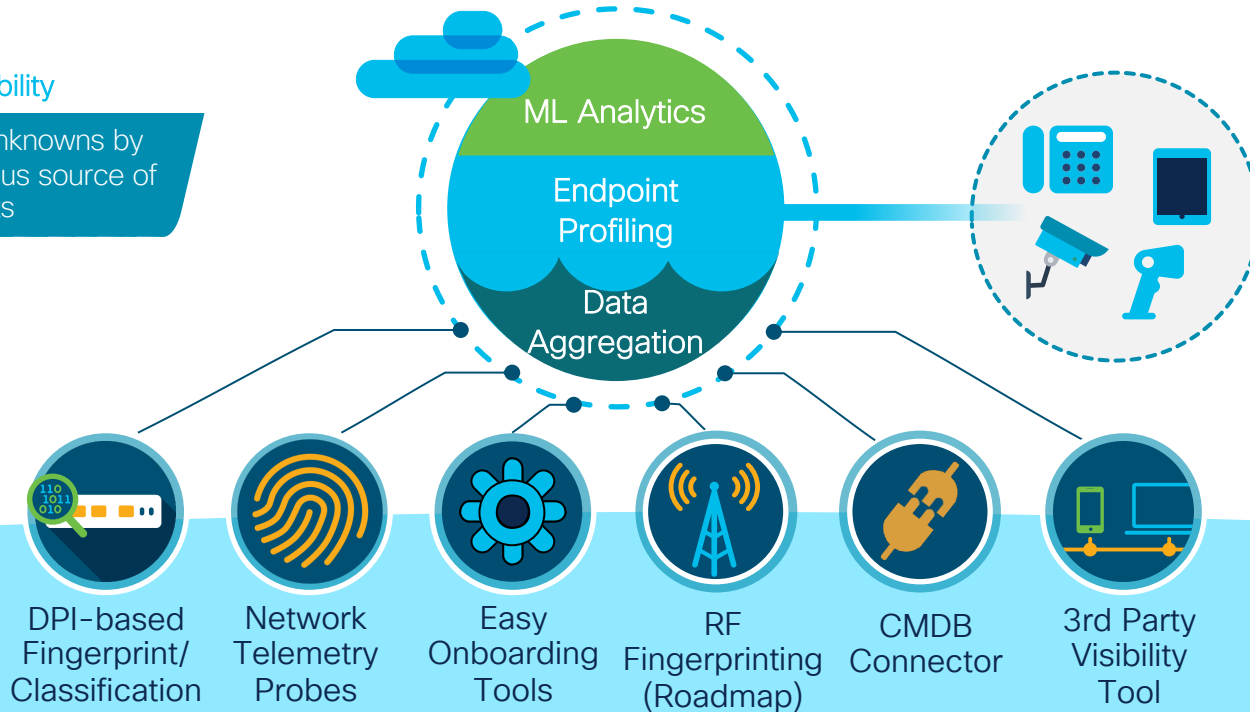 bility
nknowns by
us source of
s
ML Analytics
Endpoint
Profiling
Data
Aggregation
110
1011
010
11
DPI-based
Fingerprint/
Classification
Network
Telemetry
Probes
Easy
Onboarding
Tools
RF
Fingerprinting
(Roadmap)
CMDB
Connector
3rd Party
Visibility
Tool